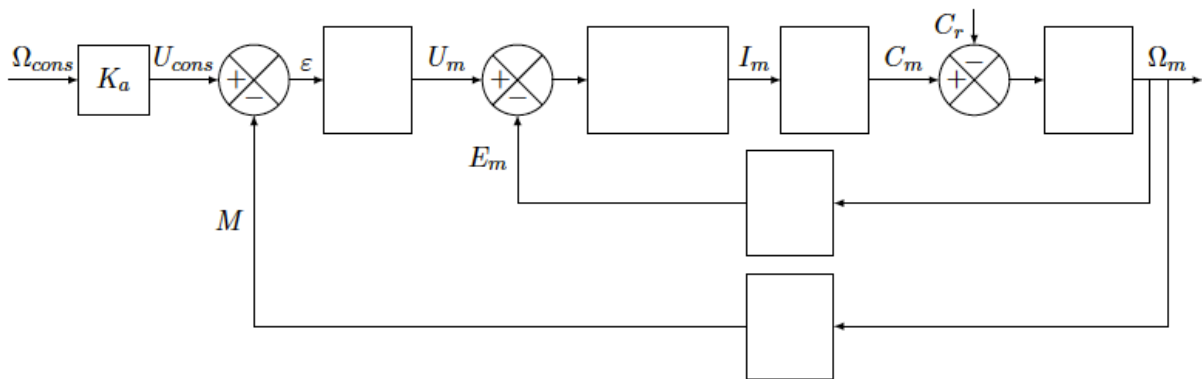 C_r
Ω_cons
K_a
U_cons
+
−
ε
U_m
+
−
I_m
C_m
+
−
Ω_m
E_m
M